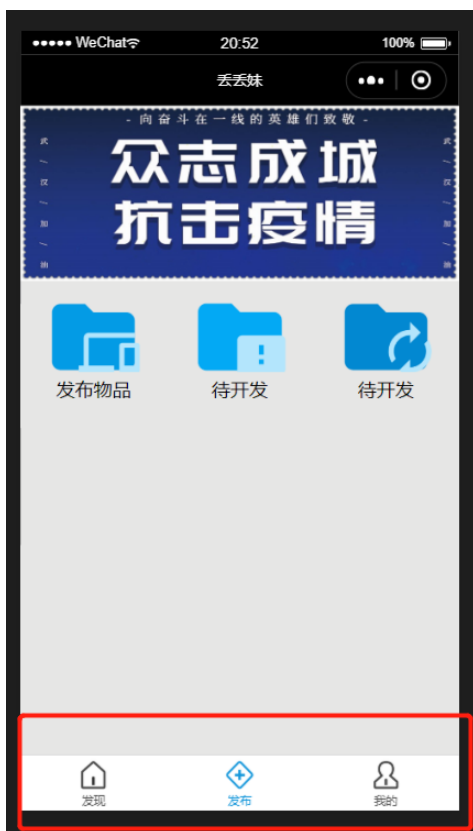 WeChat 20:52 100%
丢丢妹
- 向奋斗在一线的英雄们致敬 -
众志成城
抗击疫情
武/汉/加/油
武/汉/加/油
发布物品 待开发 待开发
发现 发布 我的